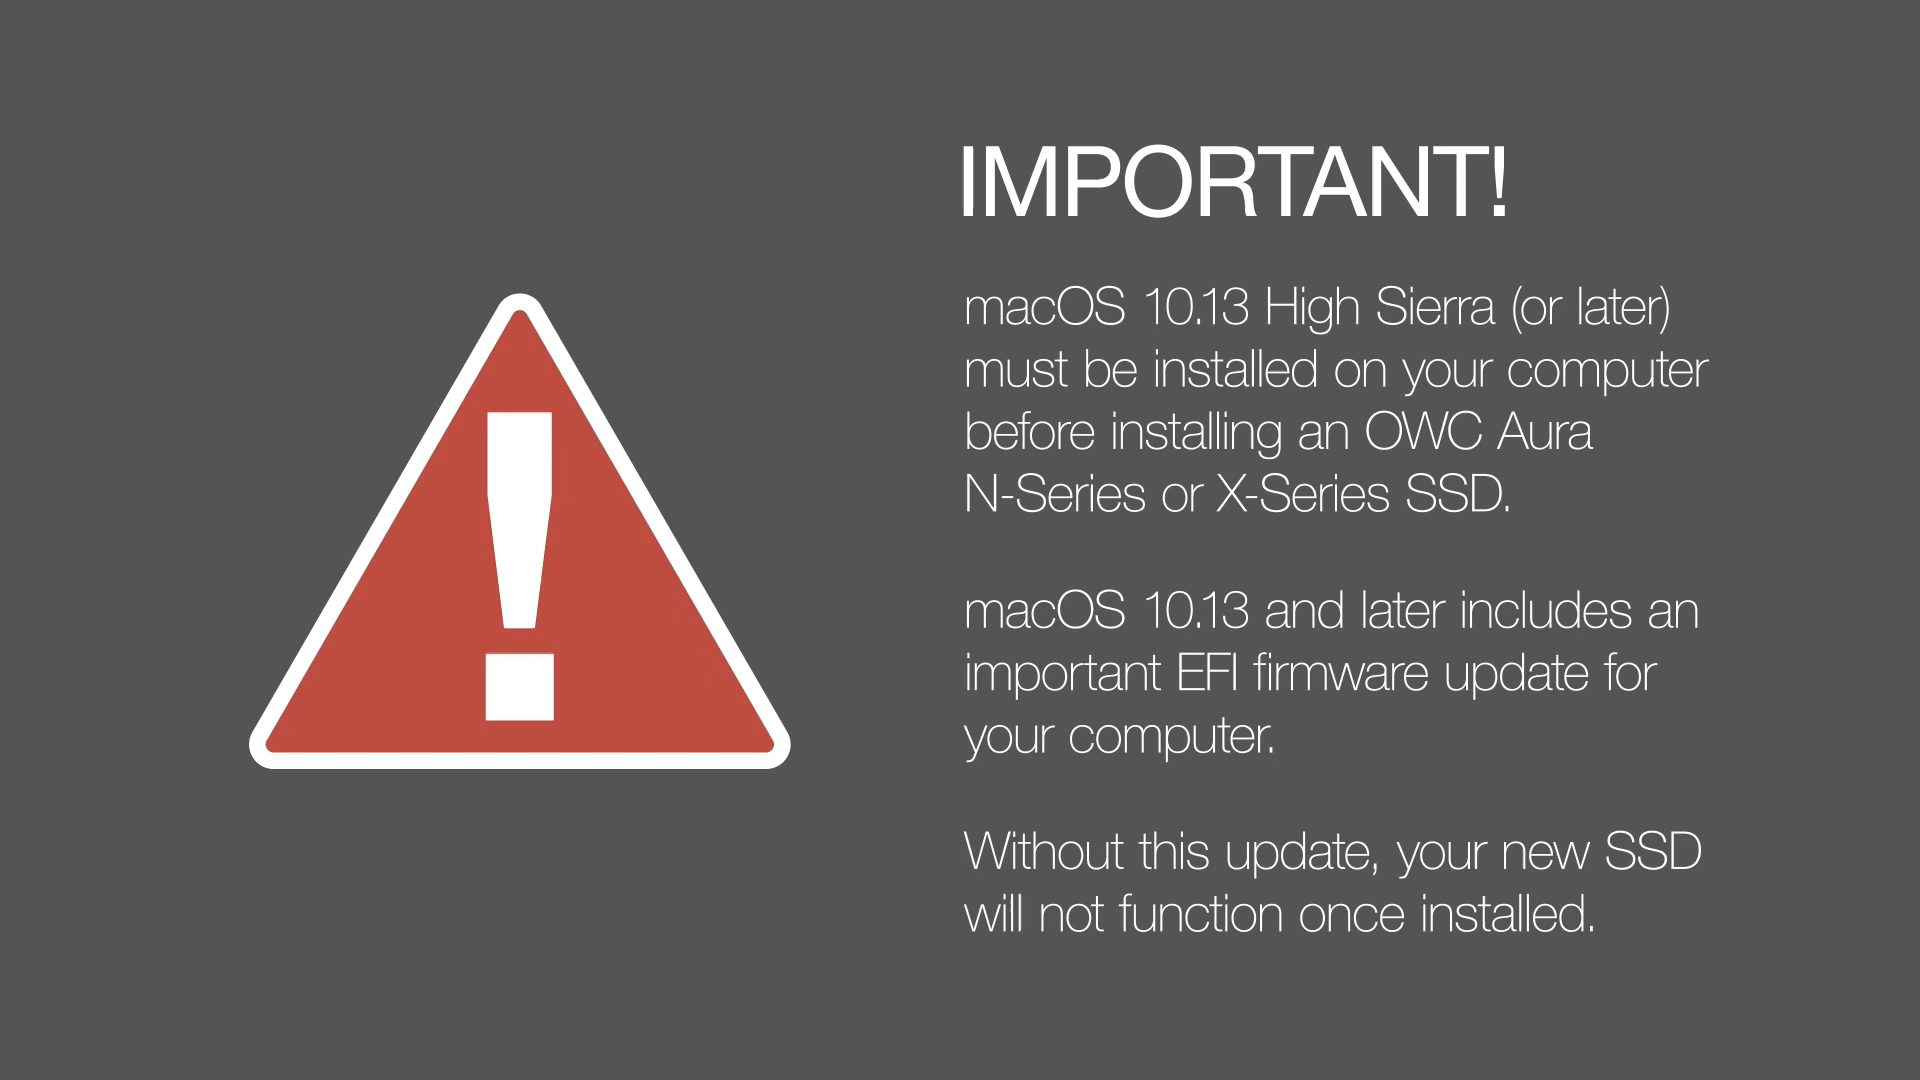 IMPORTANT!
macOS 10.13 High Sierra (or later)
must be installed on your computer
before installing an OWC Aura
N-Series or X-Series SSD.
macOS 10.13 and later includes an
important EFI firmware update for
your computer.
Without this update, your new SSD
will not function once installed.